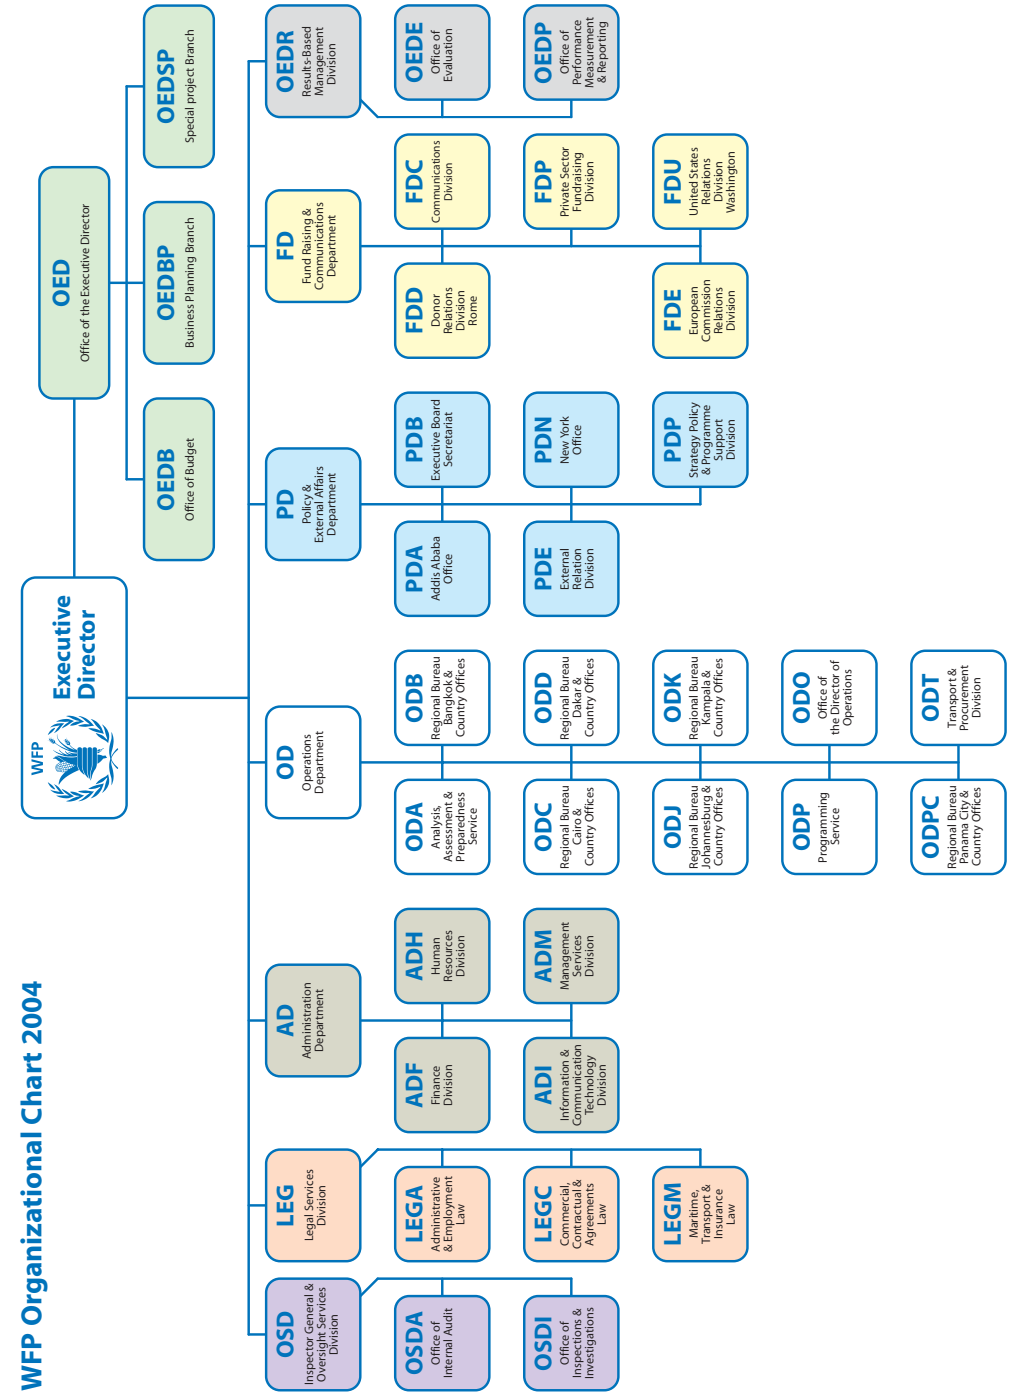 WFP Organizational Chart 2004
WFP
Executive
Director
OED
Office of the Executive Director
OEDB
Office of Budget
OEDBP
Business Planning Branch
OEDSP
Special project Branch
OSD
Inspector General &
Oversight Services
Division
LEG
Legal Services
Division
AD
Administration
Department
OD
Operations
Department
PD
Policy &
External Affairs
Department
FD
Fund Raising &
Communications
Department
OEDR
Results-Based
Management
Division
OSDA
Office of
Internal Audit
OSDI
Office of
Inspections &
Investigations
LEGA
Administrative
& Employment
Law
LEGC
Commercial,
Contractual &
Agreements
Law
LEGM
Maritime,
Transport &
Insurance
Law
ADF
Finance
Division
ADH
Human
Resources
Division
ADI
Information &
Communication
Technology
Division
ADM
Management
Services
Division
ODA
Analysis,
Assessment &
Preparedness
Service
ODB
Regional Bureau
Bangkok &
Country Offices
ODC
Regional Bureau
Cairo &
Country Offices
ODD
Regional Bureau
Dakar &
Country Offices
ODJ
Regional Bureau
Johannesburg &
Country Offices
ODK
Regional Bureau
Kampala &
Country Offices
ODP
Programming
Service
ODO
Office of
the Director of
Operations
ODPC
Regional Bureau
Panama City &
Country Offices
ODT
Transport &
Procurement
Division
PDA
Addis Ababa
Office
PDB
Executive Board
Secretariat
PDE
External
Relation
Division
PDN
New York
Office
PDP
Strategy Policy
& Programme
Support
Division
FDD
Donor
Relations
Division
Rome
FDC
Communications
Division
FDP
Private Sector
Fundraising
Division
FDE
European
Commission
Relations
Division
FDU
United States
Relations
Division
Washington
OEDE
Office of
Evaluation
OEDP
Office of
Performance
Measurement
& Reporting